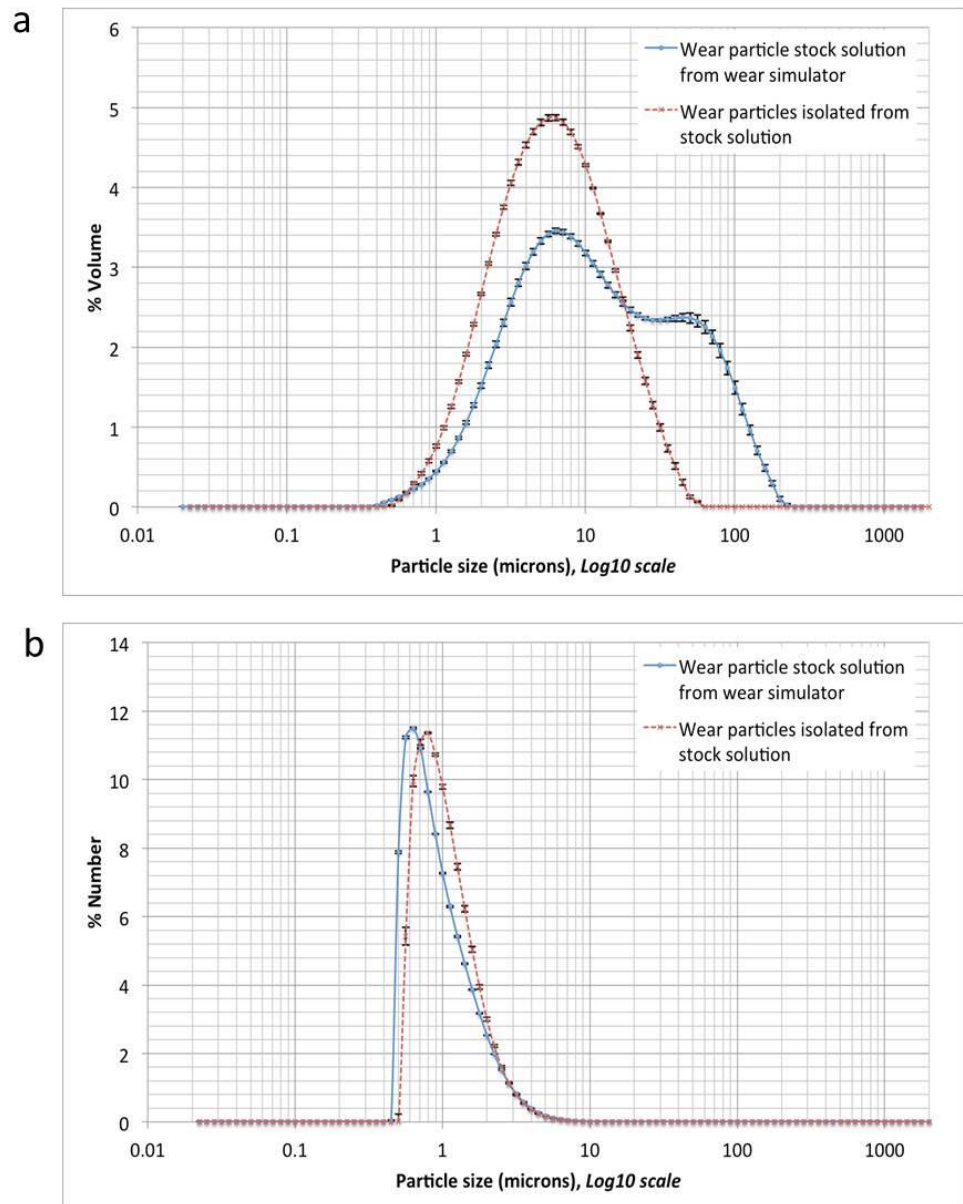 a
6
5
4
3
2
1
0
% Volume
Wear particle stock solution
from wear simulator
Wear particles isolated from
stock solution
0.01 0.1 1 10 100 1000
Particle size (microns), Log10 scale
b
14
12
10
8
6
4
2
0
% Number
Wear particle stock solution
from wear simulator
Wear particles isolated from
stock solution
0.01 0.1 1 10 100 1000
Particle size (microns), Log10 scale